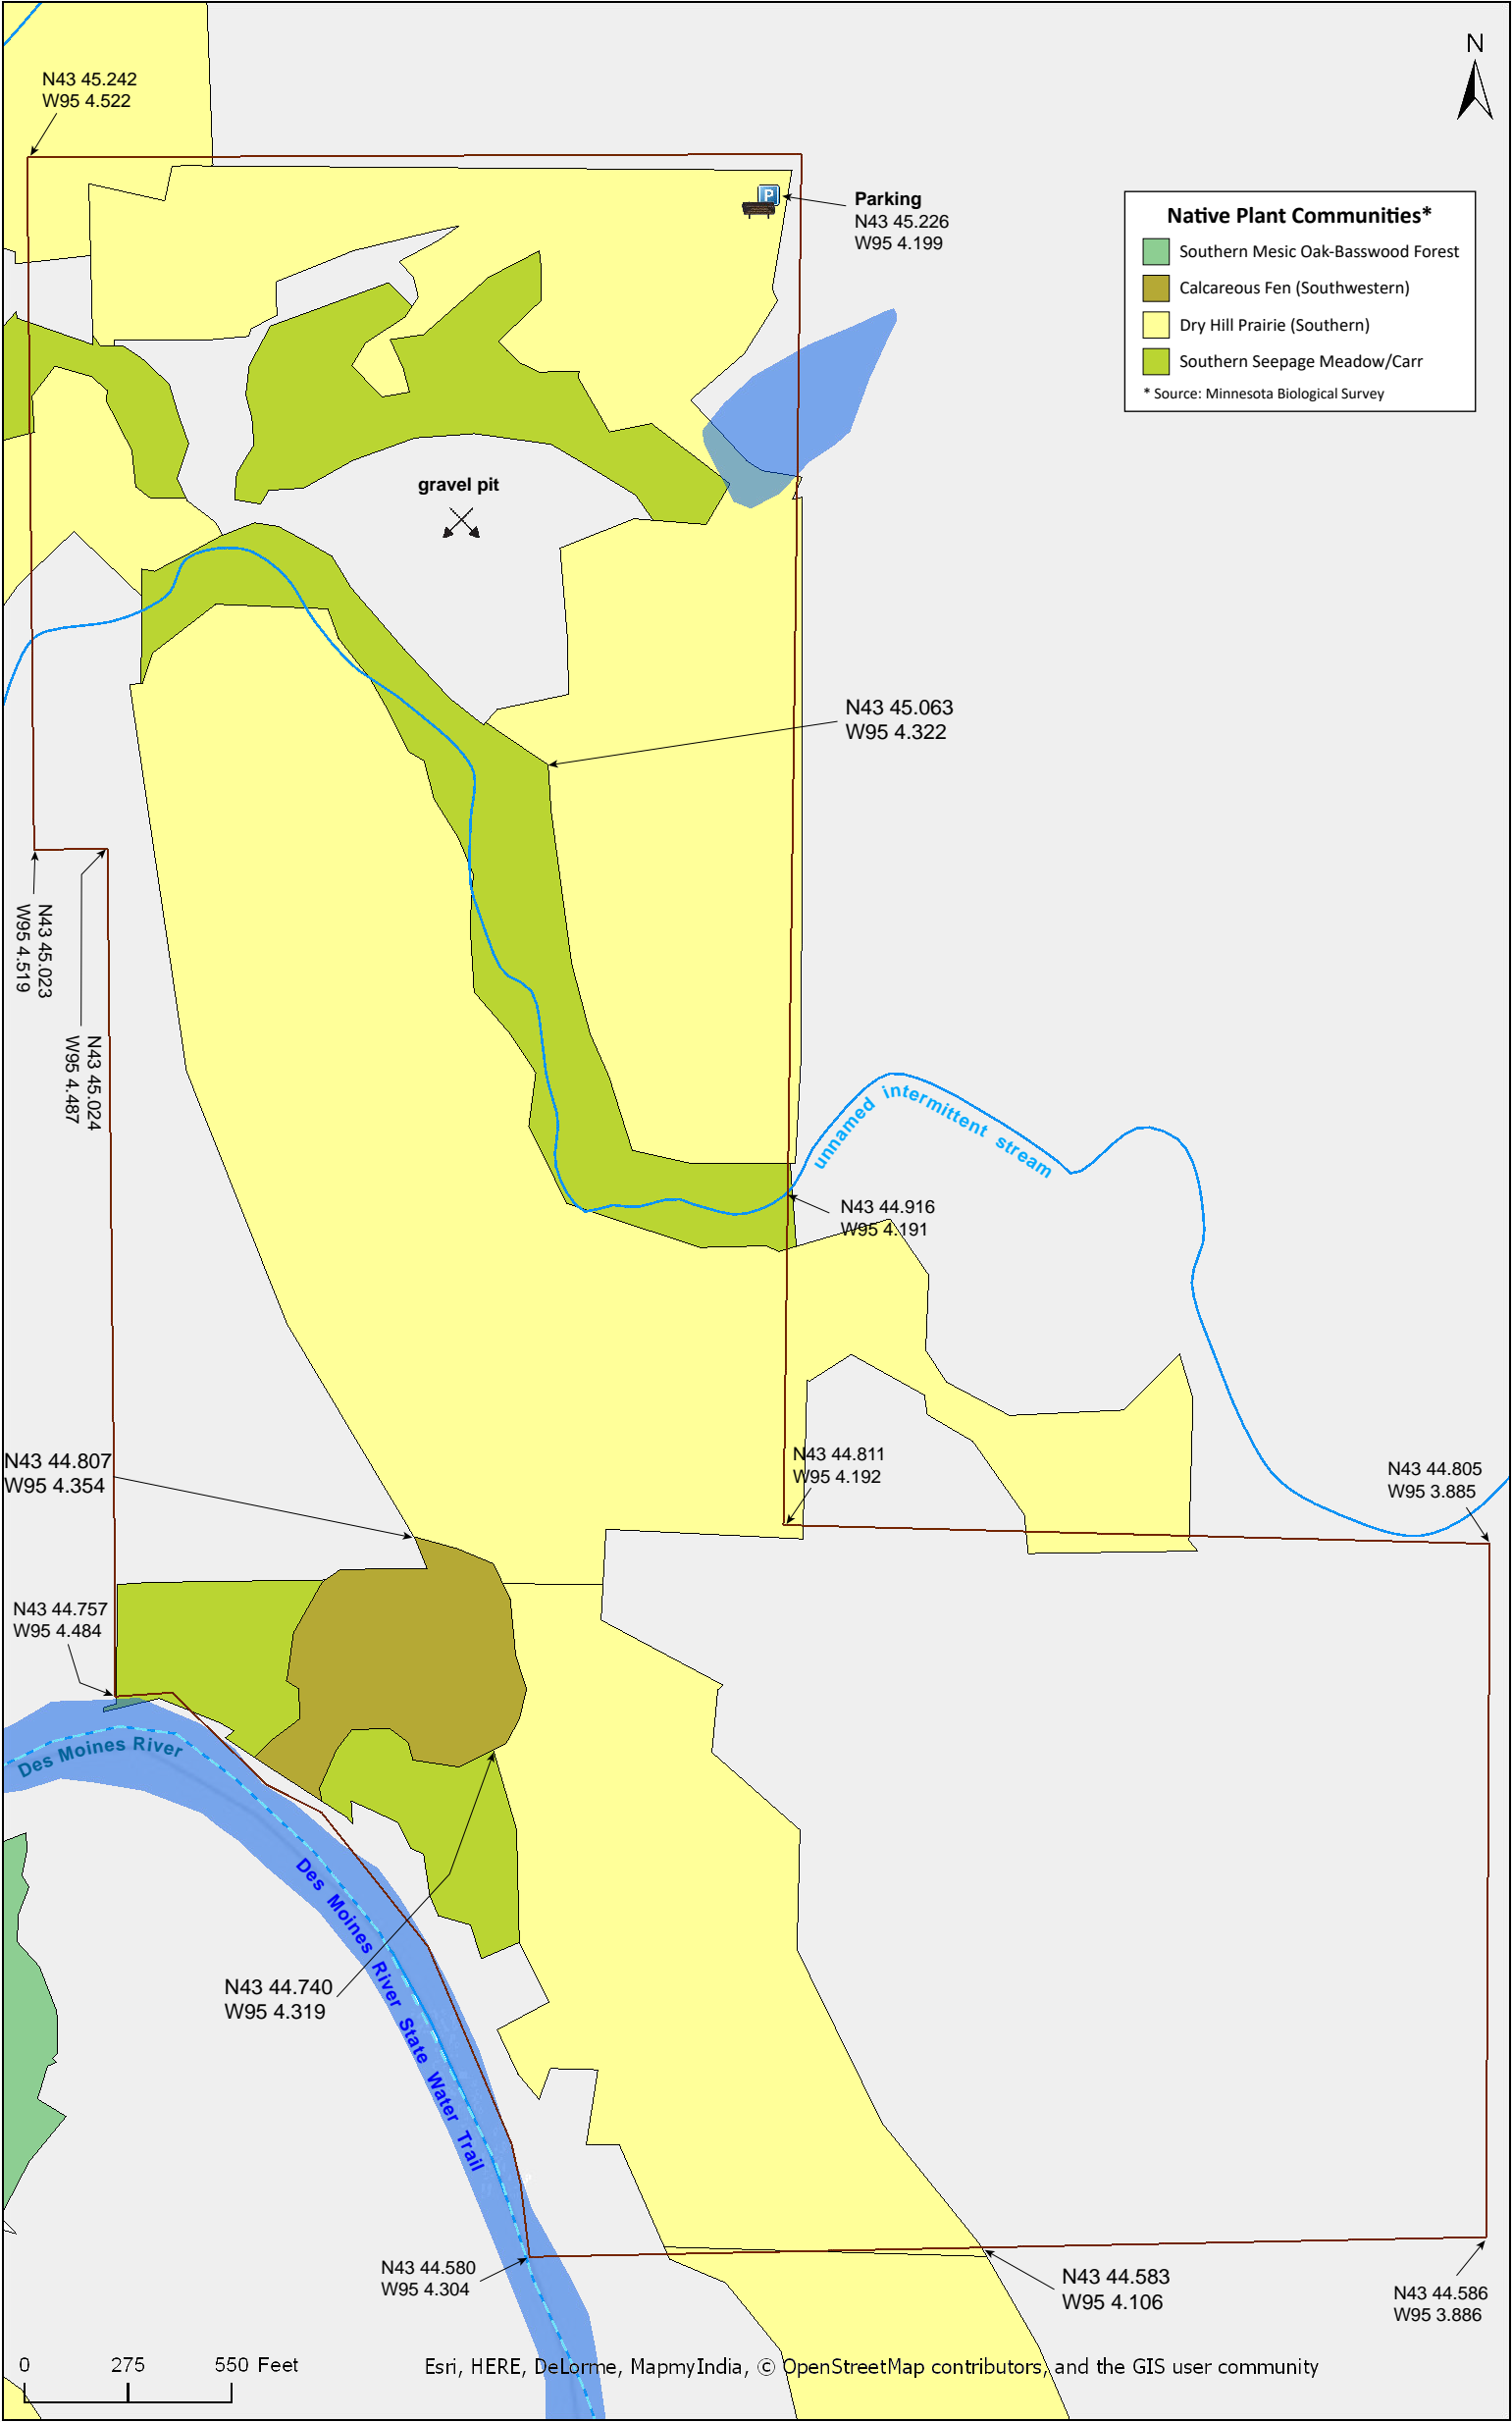 N
N43 45.242
W95 4.522
Parking
N43 45.226
W95 4.199
Native Plant Communities*
Southern Mesic Oak-Basswood Forest
Calcareous Fen (Southwestern)
Dry Hill Prairie (Southern)
Southern Seepage Meadow/Carr
* Source: Minnesota Biological Survey
P
gravel pit
N43 45.063
W95 4.322
N43 45.023
W95 4.519
N43 45.024
W95 4.487
unnamed intermittent stream
N43 44.916
W95 4.191
N43 44.807
W95 4.354
N43 44.811
W95 4.192
N43 44.805
W95 3.885
N43 44.757
W95 4.484
Des Moines River
Des Moines River State Water Trail
N43 44.740
W95 4.319
N43 44.580
W95 4.304
N43 44.583
W95 4.106
N43 44.586
W95 3.886
0 275 550 Feet
Esri, HERE, DeLorme, MapmyIndia, © OpenStreetMap contributors, and the GIS user community